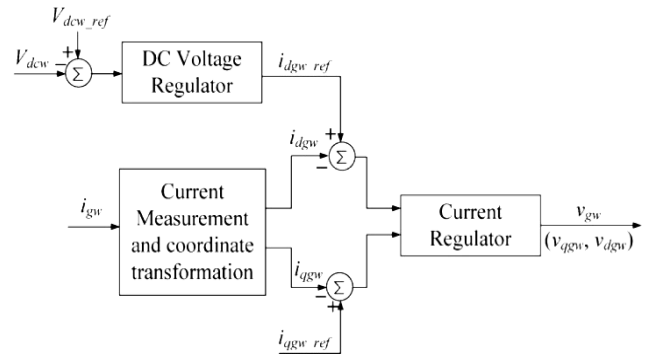 V_dcw_ref
+
V_dcw
−
Σ
DC Voltage
Regulator
i_dgw_ref
i_dgw
+
−
Σ
i_gw
Current
Measurement
and coordinate
transformation
Current
Regulator
v_gw
(v_qgw, v_dgw)
i_qgw
−
Σ
+
i_qgw_ref